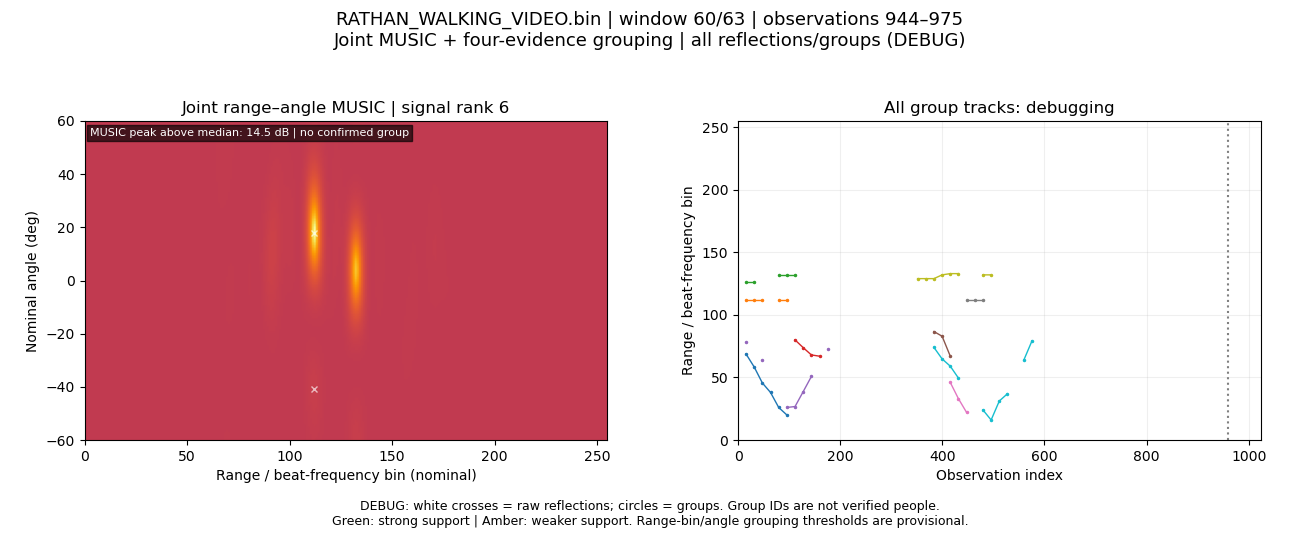 RATHAN_WALKING_VIDEO.bin | window 60/63 | observations 944–975
Joint MUSIC + four-evidence grouping | all reflections/groups (DEBUG)
Joint range–angle MUSIC | signal rank 6
MUSIC peak above median: 14.5 dB | no confirmed group
60
40
20
0
−20
−40
−60
Nominal angle (deg)
0
50
100
150
200
250
Range / beat-frequency bin (nominal)
All group tracks: debugging
250
200
150
100
50
0
Range / beat-frequency bin
0
200
400
600
800
1000
Observation index
DEBUG: white crosses = raw reflections; circles = groups. Group IDs are not verified people.
Green: strong support | Amber: weaker support. Range-bin/angle grouping thresholds are provisional.